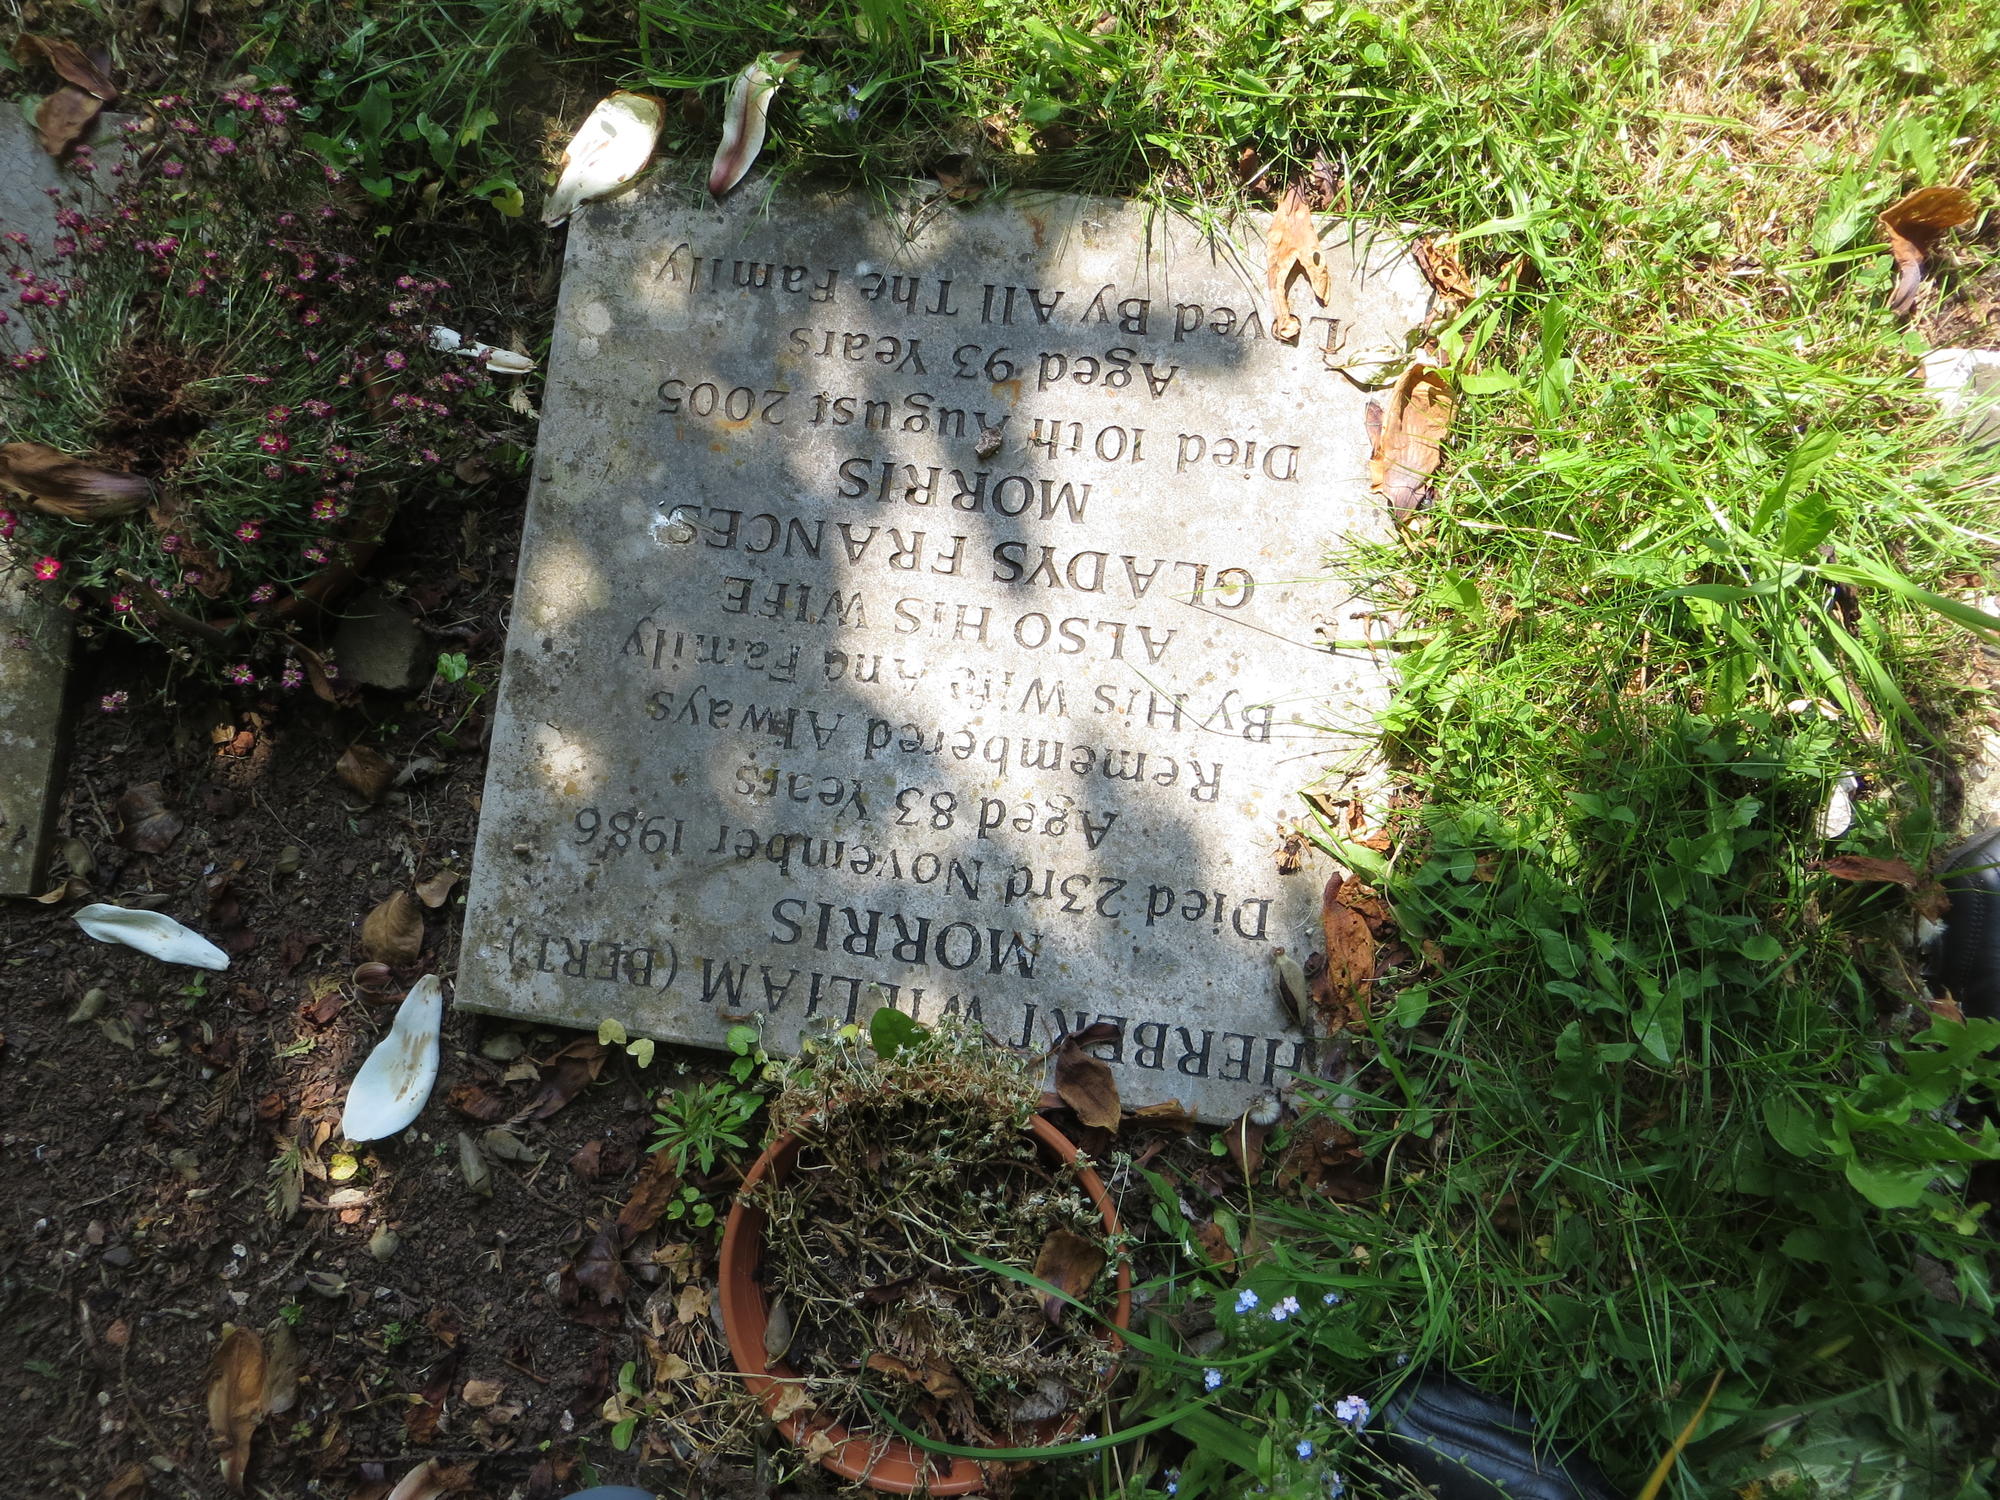 HERBERT WILLIAM (BERT)
MORRIS
Died 23rd November 1986
Aged 83 Years
Remembered Always
By His Wife And Family
ALSO HIS WIFE
GLADYS FRANCES
MORRIS
Died 10th August 2005
Aged 93 Years
Loved By All The Family